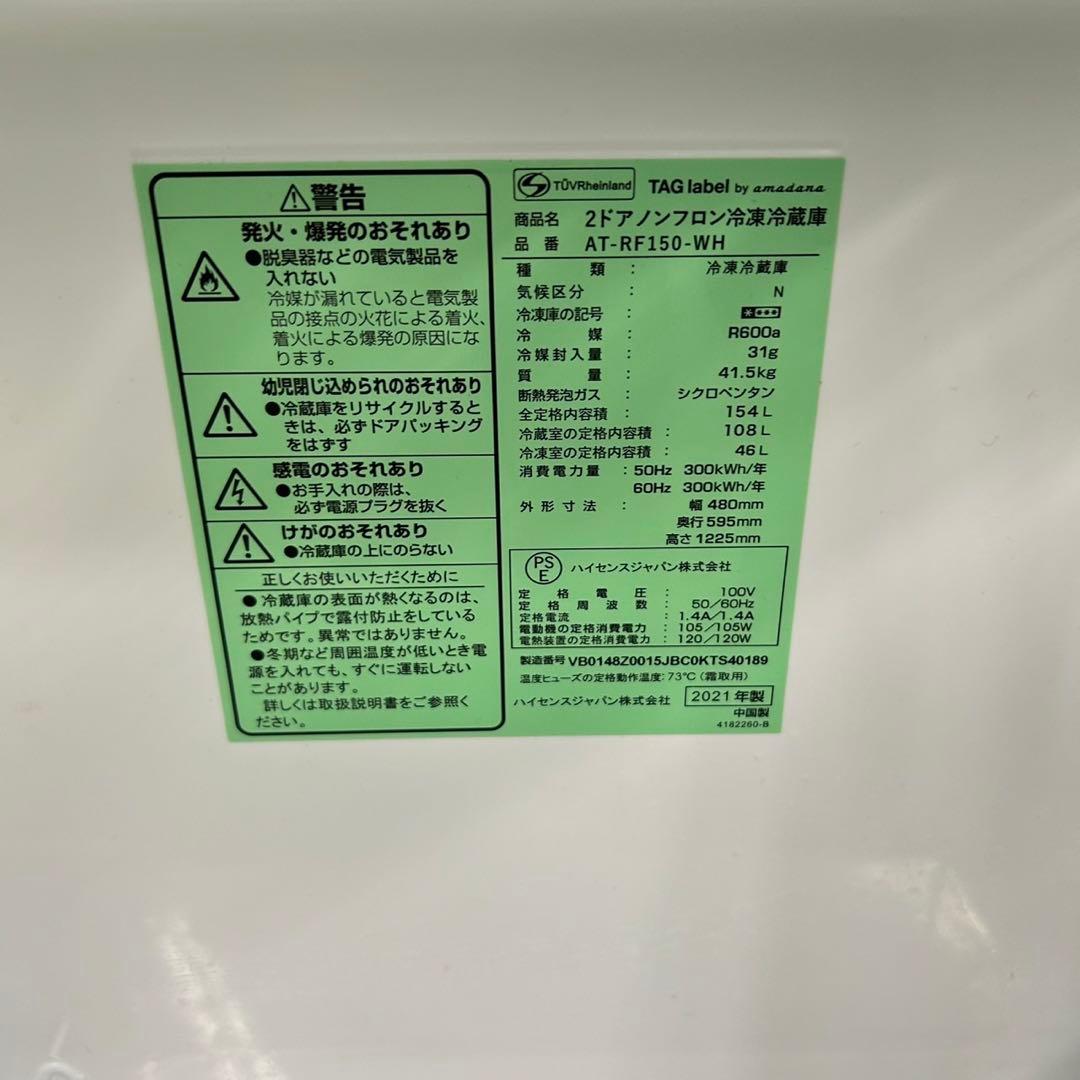 ⚠警告
発火・爆発のおそれあり
●脱臭器などの電気製品を
入れない
冷媒が漏れていると電気製
品の接点の火花による着火、
着火による爆発の原因にな
ります。
幼児閉じ込められのおそれあり
●冷蔵庫をリサイクルすると
きは、必ずドアパッキング
をはずす
感電のおそれあり
●お手入れの際は、
必ず電源プラグを抜く
けがのおそれあり
●冷蔵庫の上にのらない
正しくお使いいただくために
●冷蔵庫の表面が熱くなるのは、
放熱パイプで露付防止をしている
ためです。異常ではありません。
●冬期など周囲温度が低いとき電
源を入れても、すぐに運転しない
ことがあります。
詳しくは取扱説明書をご参照く
ださい。
TÜVRheinland TAG label by amadana
商品名 2ドアノンフロン冷凍冷蔵庫
品番 AT-RF150-WH
種類 : 冷凍冷蔵庫
気候区分 : N
冷凍庫の記号 :
冷媒 : R600a
冷媒封入量 : 31g
質量 : 41.5kg
断熱発泡ガス : シクロペンタン
全定格内容積 : 154L
冷蔵室の定格内容積 : 108L
冷凍室の定格内容積 : 46L
消費電力量 : 50Hz 300kWh/年
60Hz 300kWh/年
外形寸法 : 幅 480mm
奥行 595mm
高さ 1225mm
PSE ハイセンスジャパン株式会社
定格電圧 : 100V
定格周波数 : 50/60Hz
定格電流 : 1.4A/1.4A
電動機の定格消費電力 : 105/105W
電熱装置の定格消費電力 : 120/120W
製造番号 VB0148Z0015JBC0KTS40189
温度ヒューズの定格動作温度:73℃(霜取用)
ハイセンスジャパン株式会社 2021年製
中国製
4182260-B